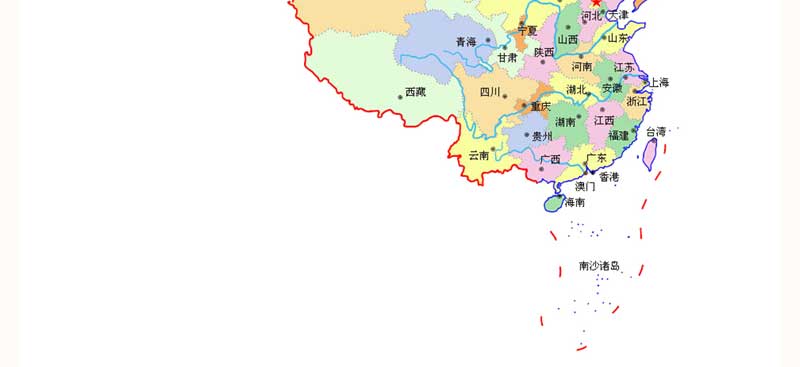 河北
天津
宁夏
山西
山东
青海
甘肃
陕西
河南
江苏
西藏
四川
湖北
安徽
上海
重庆
浙江
湖南
江西
贵州
福建
台湾
云南
广西
广东
香港
澳门
海南
南沙诸岛